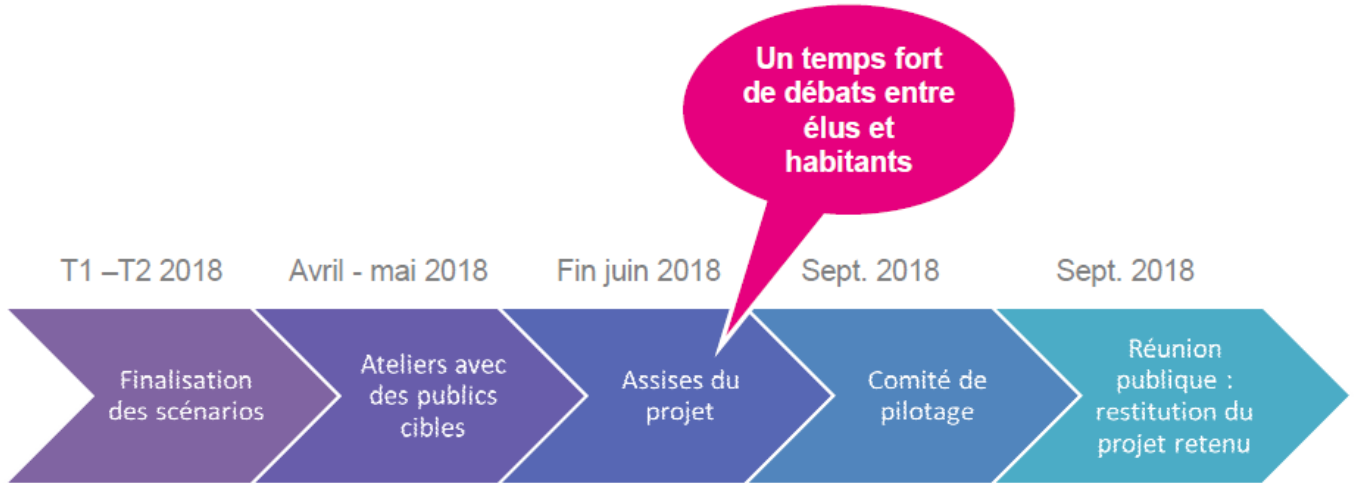 Un temps fort
de débats entre
élus et
habitants
T1 –T2 2018
Avril - mai 2018
Fin juin 2018
Sept. 2018
Sept. 2018
Finalisation
des scénarios
Ateliers avec
des publics
cibles
Assises du
projet
Comité de
pilotage
Réunion
publique :
restitution du
projet retenu